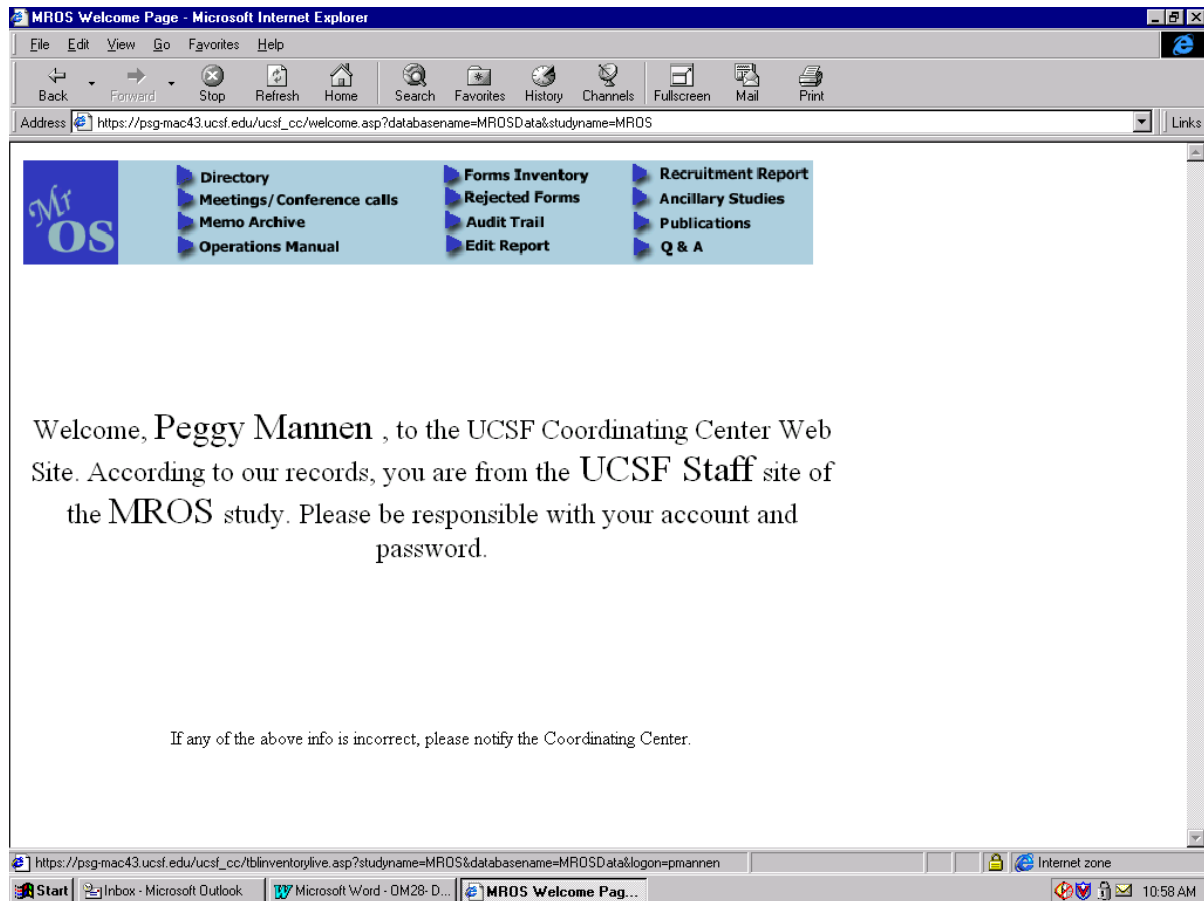 MROS Welcome Page - Microsoft Internet Explorer
File Edit View Go Favorites Help
Back Forward Stop Refresh Home Search Favorites History Channels Fullscreen Mail Print
Address https://psg-mac43.ucsf.edu/ucsf_cc/welcome.asp?databasename=MROSData&studyname=MROS Links
Mr
OS
Directory Forms Inventory Recruitment Report
Meetings/Conference calls Rejected Forms Ancillary Studies
Memo Archive Audit Trail Publications
Operations Manual Edit Report Q & A
Welcome, Peggy Mannen , to the UCSF Coordinating Center Web
Site. According to our records, you are from the UCSF Staff site of
the MROS study. Please be responsible with your account and
password.
If any of the above info is incorrect, please notify the Coordinating Center.
https://psg-mac43.ucsf.edu/ucsf_cc/tblinventorylive.asp?studyname=MROS&databasename=MROSData&logon=pmannen Internet zone
Start Inbox - Microsoft Outlook Microsoft Word - OM28- D... MROS Welcome Pag... 10:58 AM